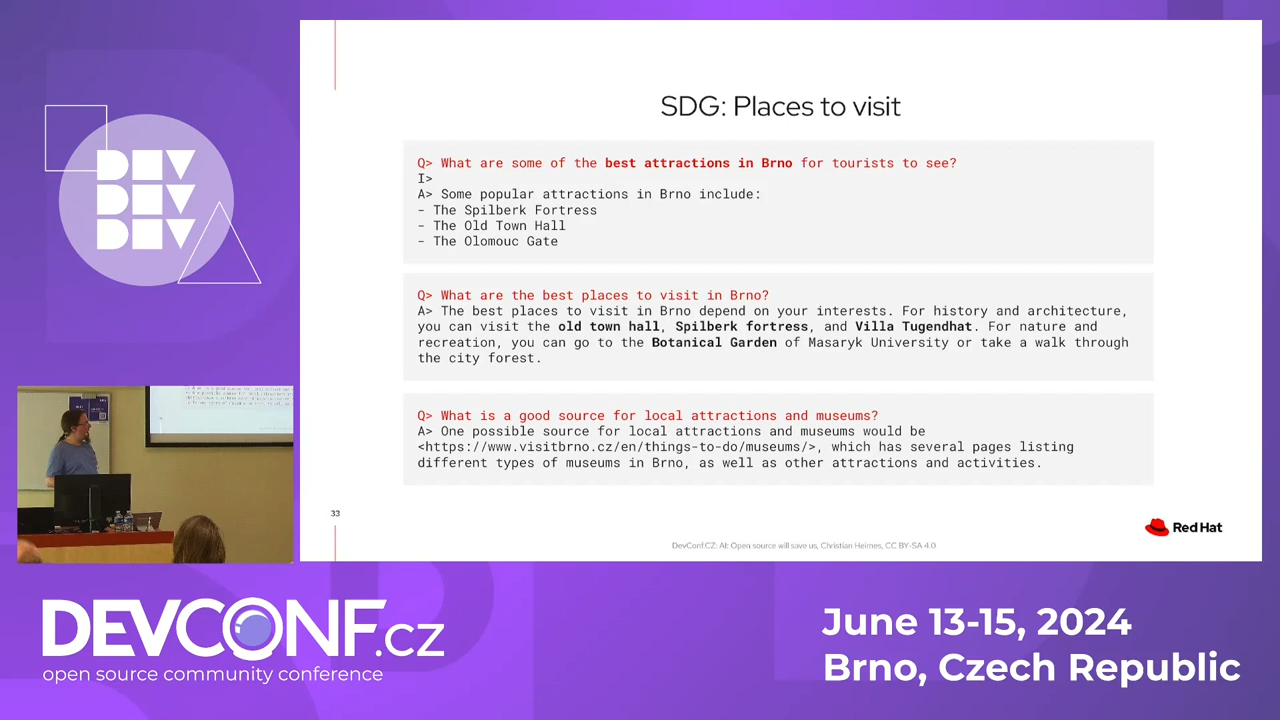 DEV
DEV
DEV
SDG: Places to visit
Q> What are some of the best attractions in Brno for tourists to see?
I>
A> Some popular attractions in Brno include:
- The Spilberk Fortress
- The Old Town Hall
- The Olomouc Gate
Q> What are the best places to visit in Brno?
A> The best places to visit in Brno depend on your interests. For history and architecture,
you can visit the old town hall, Spilberk fortress, and Villa Tugendhat. For nature and
recreation, you can go to the Botanical Garden of Masaryk University or take a walk through
the city forest.
Q> What is a good source for local attractions and museums?
A> One possible source for local attractions and museums would be
<https://www.visitbrno.cz/en/things-to-do/museums/>, which has several pages listing
different types of museums in Brno, as well as other attractions and activities.
33
Red Hat
DevConf.CZ: AI: Open source will save us, Christian Heimes, CC BY-SA 4.0
DEVCONF.cz
open source community conference
June 13-15, 2024
Brno, Czech Republic